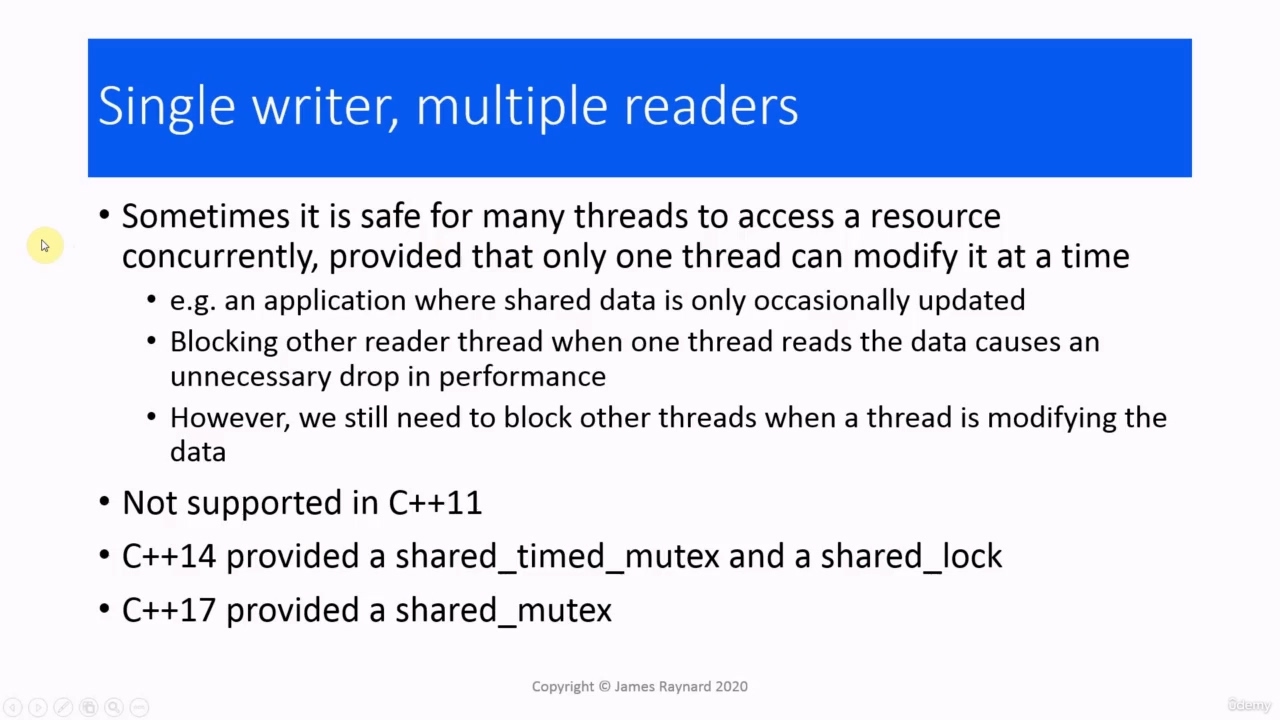 Single writer, multiple readers
• Sometimes it is safe for many threads to access a resource
concurrently, provided that only one thread can modify it at a time
• e.g. an application where shared data is only occasionally updated
• Blocking other reader thread when one thread reads the data causes an
unnecessary drop in performance
• However, we still need to block other threads when a thread is modifying the
data
• Not supported in C++11
• C++14 provided a shared_timed_mutex and a shared_lock
• C++17 provided a shared_mutex
Copyright © James Raynard 2020
ûdemy